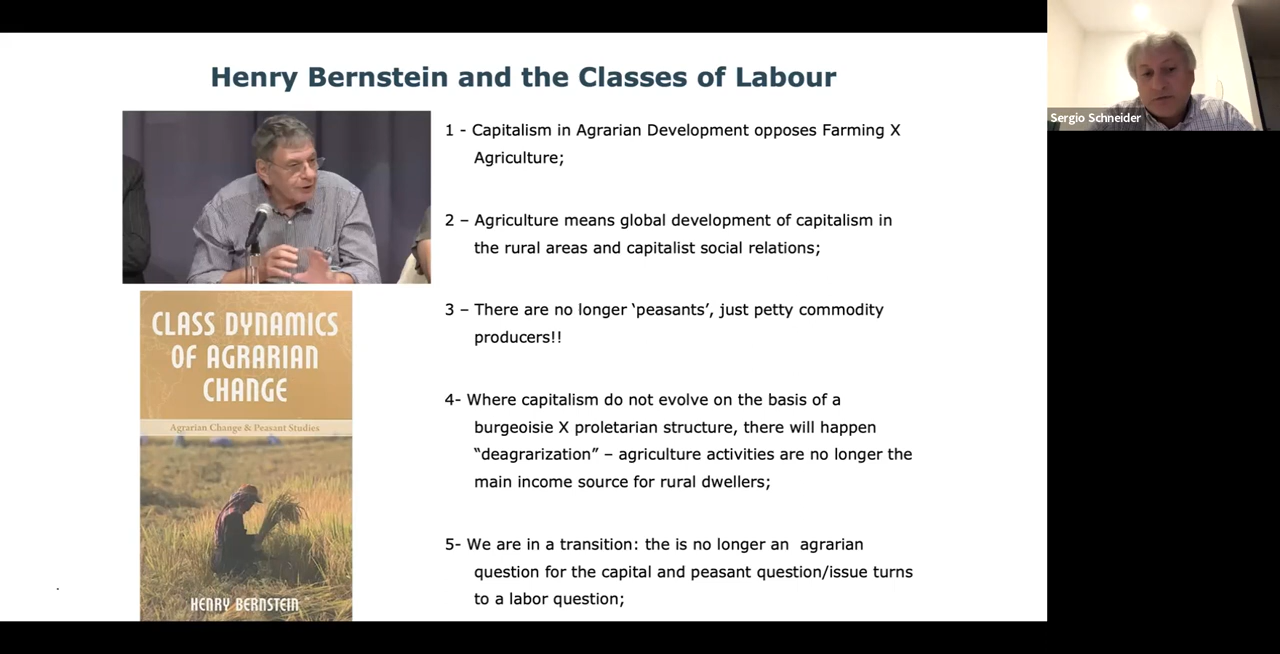 Henry Bernstein and the Classes of Labour
Sergio Schneider
1 - Capitalism in Agrarian Development opposes Farming X
Agriculture;
2 – Agriculture means global development of capitalism in
the rural areas and capitalist social relations;
3 – There are no longer ‘peasants’, just petty commodity
producers!!
4- Where capitalism do not evolve on the basis of a
burgeoisie X proletarian structure, there will happen
“deagrarization” – agriculture activities are no longer the
main income source for rural dwellers;
5- We are in a transition: the is no longer an agrarian
question for the capital and peasant question/issue turns
to a labor question;
CLASS DYNAMICS
OF AGRARIAN
CHANGE
Agrarian Change & Peasant Studies
HENRY BERNSTEIN